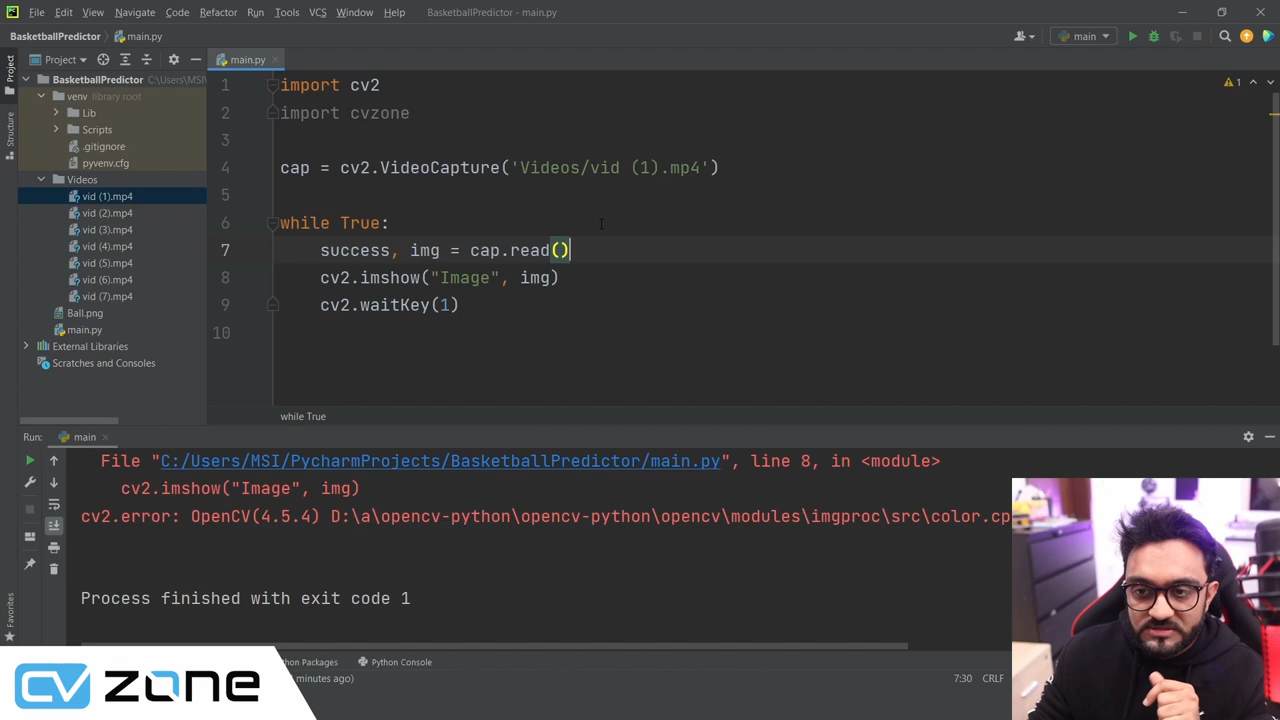 File Edit View Navigate Code Refactor Run Tools VCS Window Help BasketballPredictor - main.py
BasketballPredictor main.py main
Project main.py
BasketballPredictor C:\Users\MSI\
venv library root
Lib
Scripts
.gitignore
pyvenv.cfg
Videos
vid (1).mp4
vid (2).mp4
vid (3).mp4
vid (4).mp4
vid (5).mp4
vid (6).mp4
vid (7).mp4
Ball.png
main.py
External Libraries
Scratches and Consoles
Project
Structure
Favorites
1 import cv2
2 import cvzone
3
4 cap = cv2.VideoCapture('Videos/vid (1).mp4')
5
6 while True:
7 success, img = cap.read()
8 cv2.imshow("Image", img)
9 cv2.waitKey(1)
10
1
while True
Run: main
File "C:/Users/MSI/PycharmProjects/BasketballPredictor/main.py", line 8, in <module>
cv2.imshow("Image", img)
cv2.error: OpenCV(4.5.4) D:\a\opencv-python\opencv-python\opencv\modules\imgproc\src\color.cp
Process finished with exit code 1
Python Packages Python Console
minutes ago) 7:30 CRLF
CV ZONE